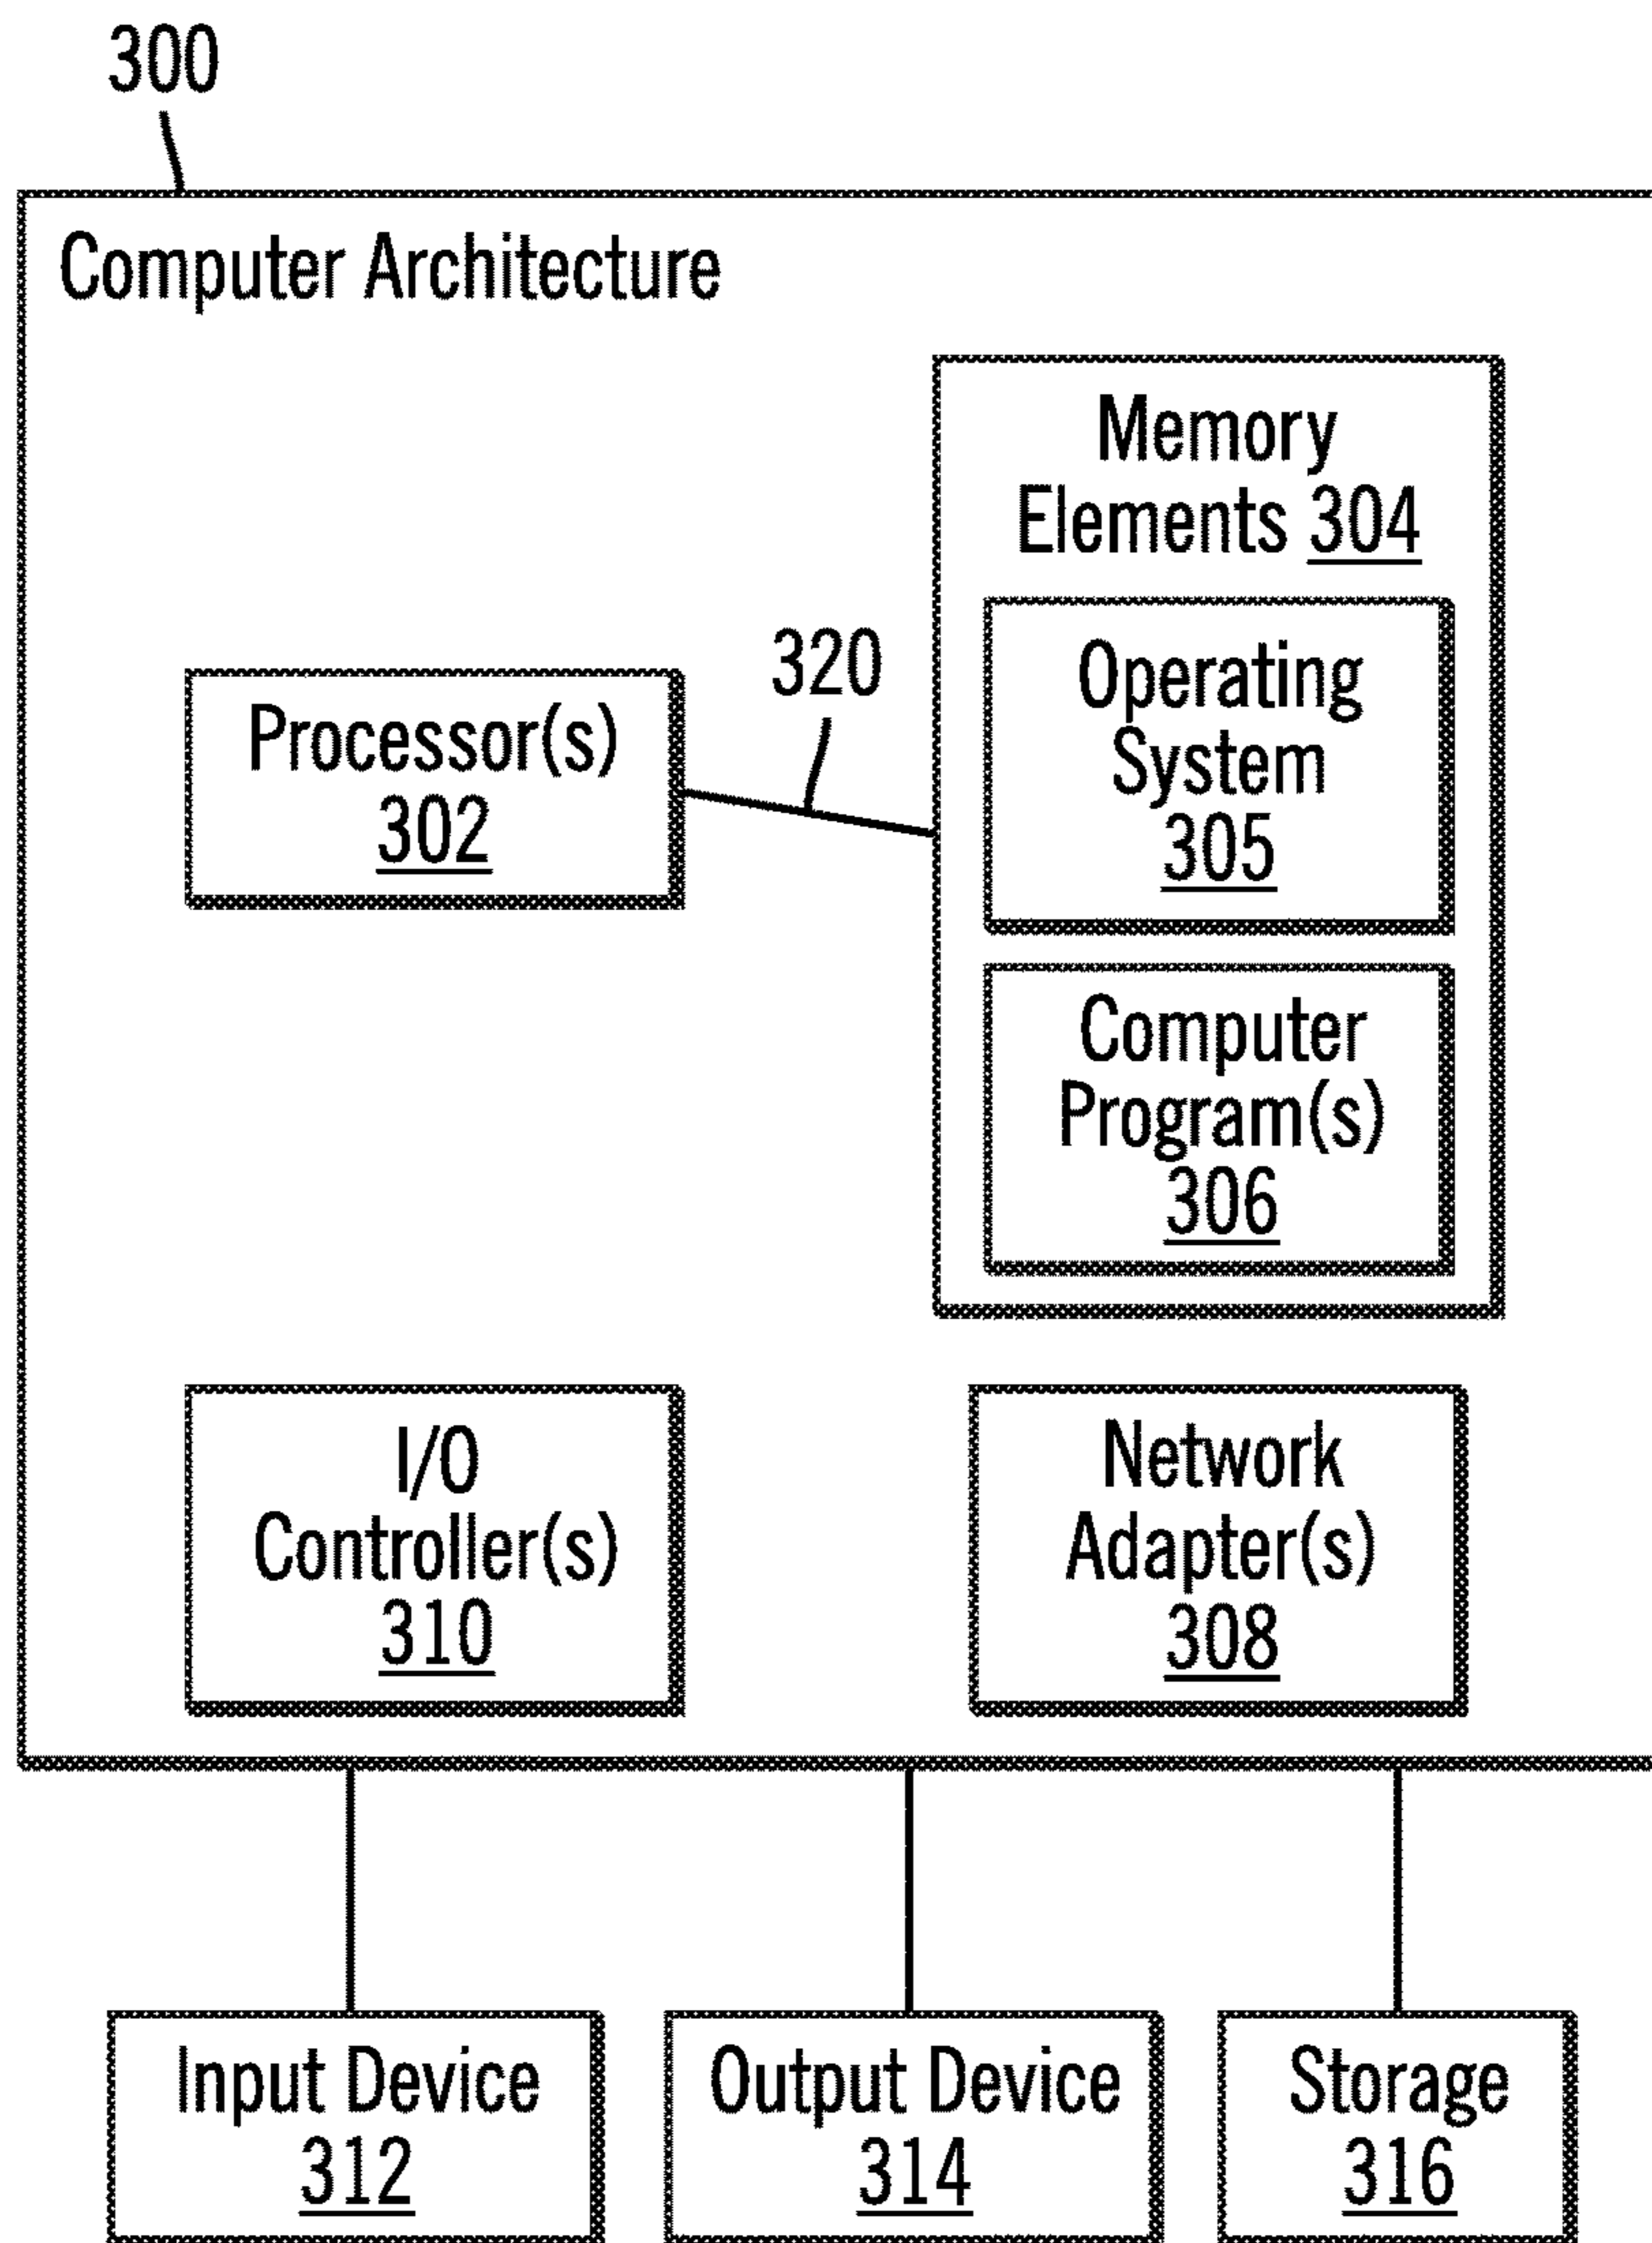 300
Computer Architecture
Memory
Elements 304
Operating
System
305
320
Processor(s)
302
Computer
Program(s)
306
I/O
Controller(s)
310
Network
Adapter(s)
308
Input Device
312
Output Device
314
Storage
316